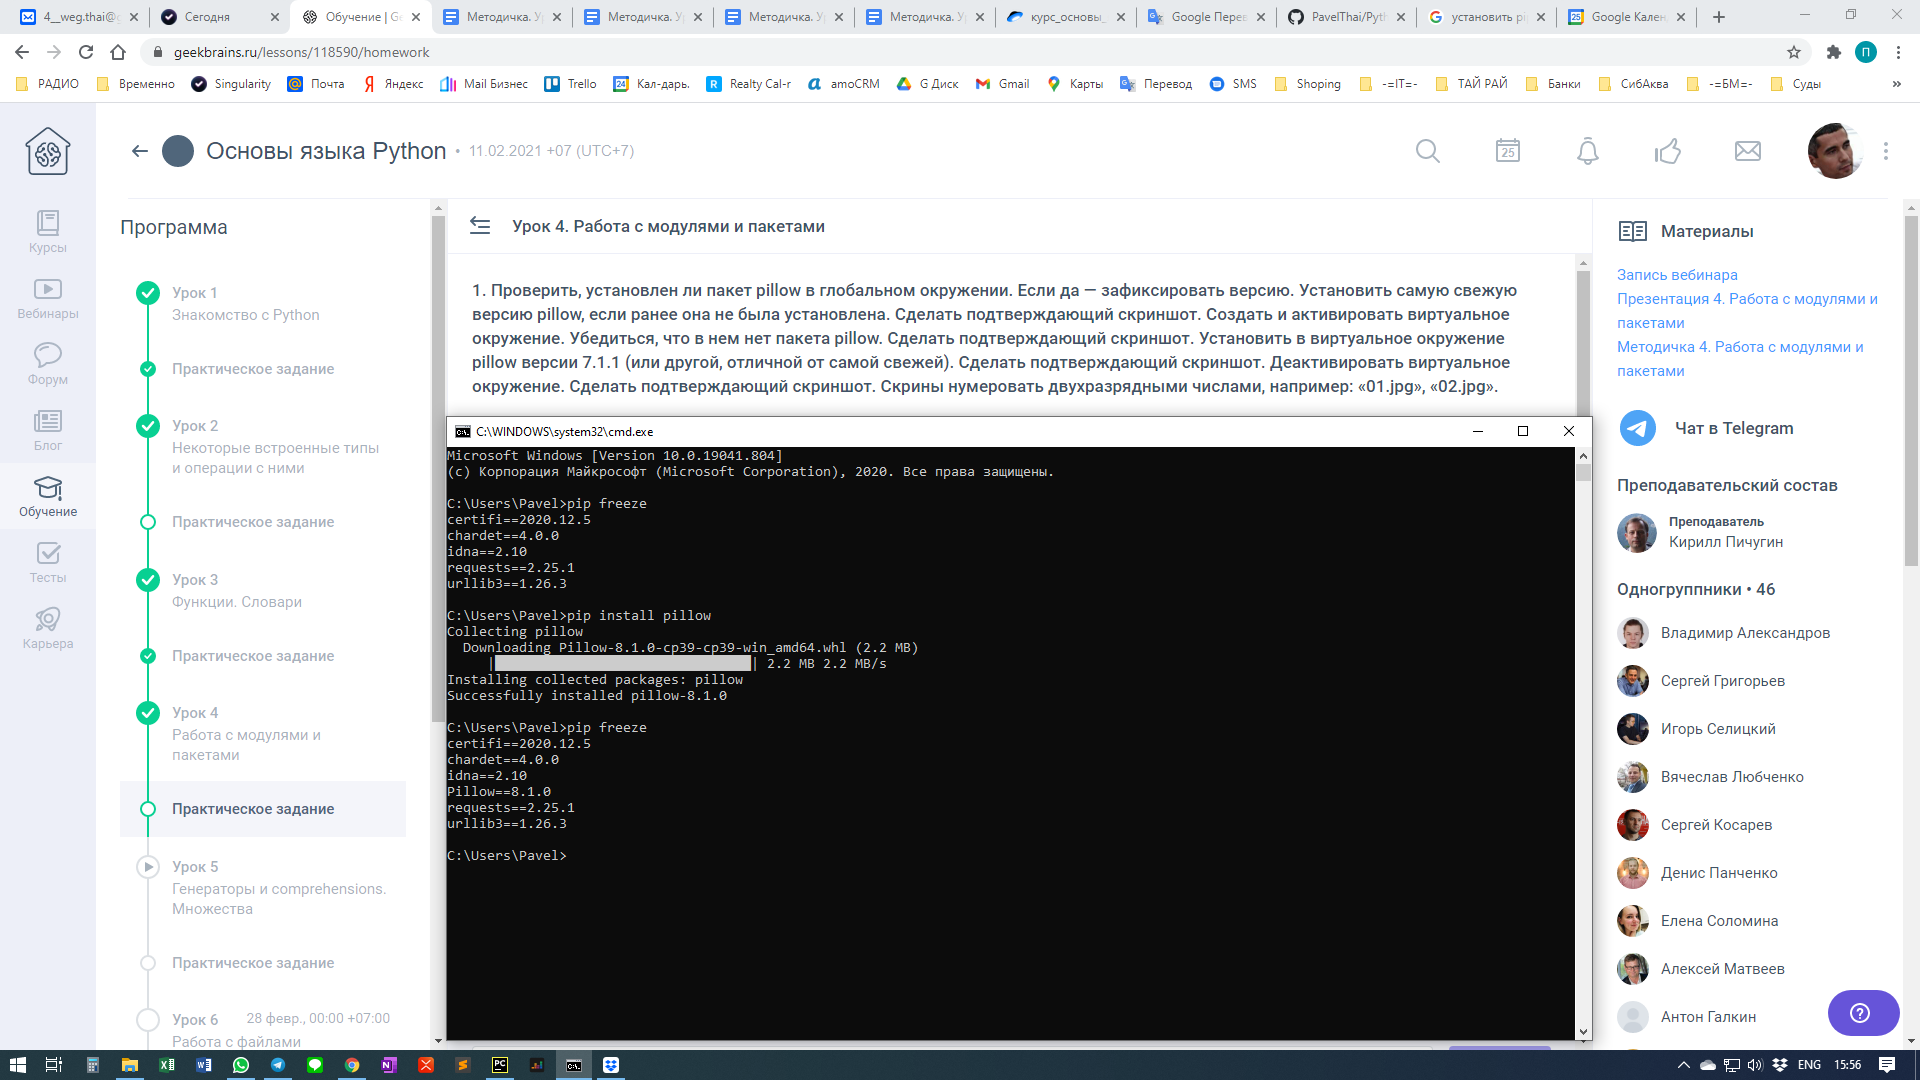 4__weg.thai@g
Сегодня
Обучение | Ge
Методичка. Ур
Методичка. Ур
Методичка. Ур
Методичка. Ур
курс_основы_
Google Перев
PavelThai/Pyth
установить pi
Google Кален
geekbrains.ru/lessons/118590/homework
П
РАДИО
Временно
Singularity
Почта
Яндекс
Mail Бизнес
Trello
Кал-дарь.
Realty Cal-r
amoCRM
G Диск
Gmail
Карты
Перевод
SMS
Shoping
-=IT=-
ТАЙ РАЙ
Банки
СибАква
-=БМ=-
Суды
»
Основы языка Python • 11.02.2021 +07 (UTC+7)
25
Курсы
Вебинары
Форум
Блог
Обучение
Тесты
Карьера
Программа
Урок 1
Знакомство с Python
Практическое задание
Урок 2
Некоторые встроенные типы
и операции с ними
Практическое задание
Урок 3
Функции. Словари
Практическое задание
Урок 4
Работа с модулями и
пакетами
Практическое задание
Урок 5
Генераторы и comprehensions.
Множества
Практическое задание
Урок 6 28 февр., 00:00 +07:00
Работа с файлами
Урок 4. Работа с модулями и пакетами
1. Проверить, установлен ли пакет pillow в глобальном окружении. Если да — зафиксировать версию. Установить самую свежую
версию pillow, если ранее она не была установлена. Сделать подтверждающий скриншот. Создать и активировать виртуальное
окружение. Убедиться, что в нем нет пакета pillow. Сделать подтверждающий скриншот. Установить в виртуальное окружение
pillow версии 7.1.1 (или другой, отличной от самой свежей). Сделать подтверждающий скриншот. Деактивировать виртуальное
окружение. Сделать подтверждающий скриншот. Скрины нумеровать двухразрядными числами, например: «01.jpg», «02.jpg».
C:\WINDOWS\system32\cmd.exe
Microsoft Windows [Version 10.0.19041.804]
(c) Корпорация Майкрософт (Microsoft Corporation), 2020. Все права защищены.
C:\Users\Pavel>pip freeze
certifi==2020.12.5
chardet==4.0.0
idna==2.10
requests==2.25.1
urllib3==1.26.3
C:\Users\Pavel>pip install pillow
Collecting pillow
Downloading Pillow-8.1.0-cp39-cp39-win_amd64.whl (2.2 MB)
| | 2.2 MB 2.2 MB/s
Installing collected packages: pillow
Successfully installed pillow-8.1.0
C:\Users\Pavel>pip freeze
certifi==2020.12.5
chardet==4.0.0
idna==2.10
Pillow==8.1.0
requests==2.25.1
urllib3==1.26.3
C:\Users\Pavel>
Материалы
Запись вебинара
Презентация 4. Работа с модулями и
пакетами
Методичка 4. Работа с модулями и
пакетами
Чат в Telegram
Преподавательский состав
Преподаватель
Кирилл Пичугин
Одногруппники • 46
Владимир Александров
Сергей Григорьев
Игорь Селицкий
Вячеслав Любченко
Сергей Косарев
Денис Панченко
Елена Соломина
Алексей Матвеев
Антон Галкин
ENG
15:56